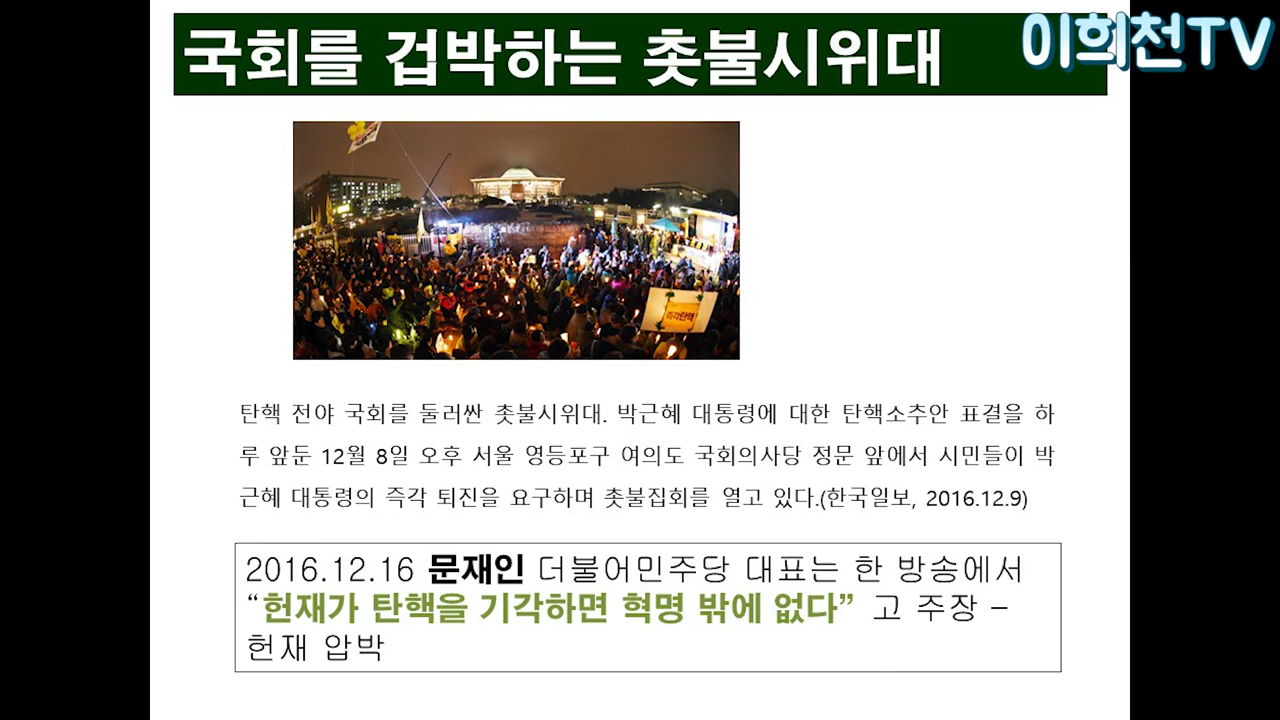 국회를 겁박하는 촛불시위대
이희천TV
즉각탄핵
탄핵 전야 국회를 둘러싼 촛불시위대. 박근혜 대통령에 대한 탄핵소추안 표결을 하
루 앞둔 12월 8일 오후 서울 영등포구 여의도 국회의사당 정문 앞에서 시민들이 박
근혜 대통령의 즉각 퇴진을 요구하며 촛불집회를 열고 있다.(한국일보, 2016.12.9)
2016.12.16 문재인 더불어민주당 대표는 한 방송에서
“헌재가 탄핵을 기각하면 혁명 밖에 없다” 고 주장 –
헌재 압박